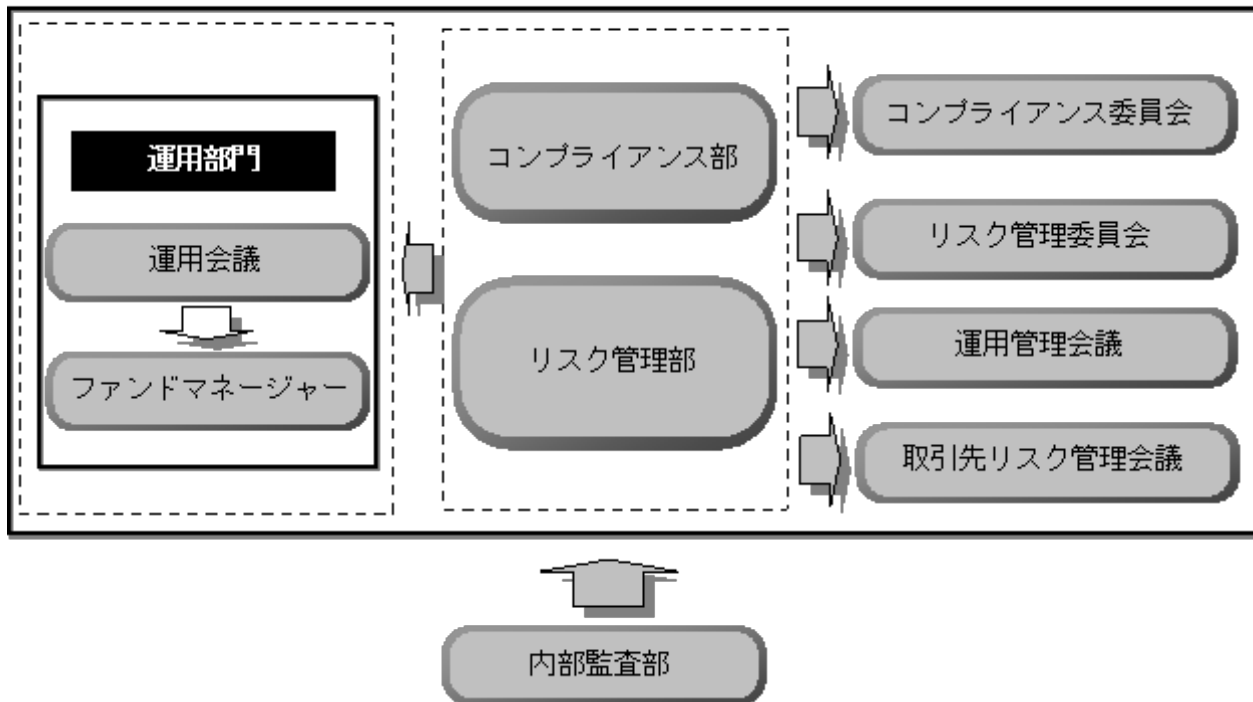 運用部門
運用会議
ファンドマネージャー
コンプライアンス部
リスク管理部
コンプライアンス委員会
リスク管理委員会
運用管理会議
取引先リスク管理会議
内部監査部